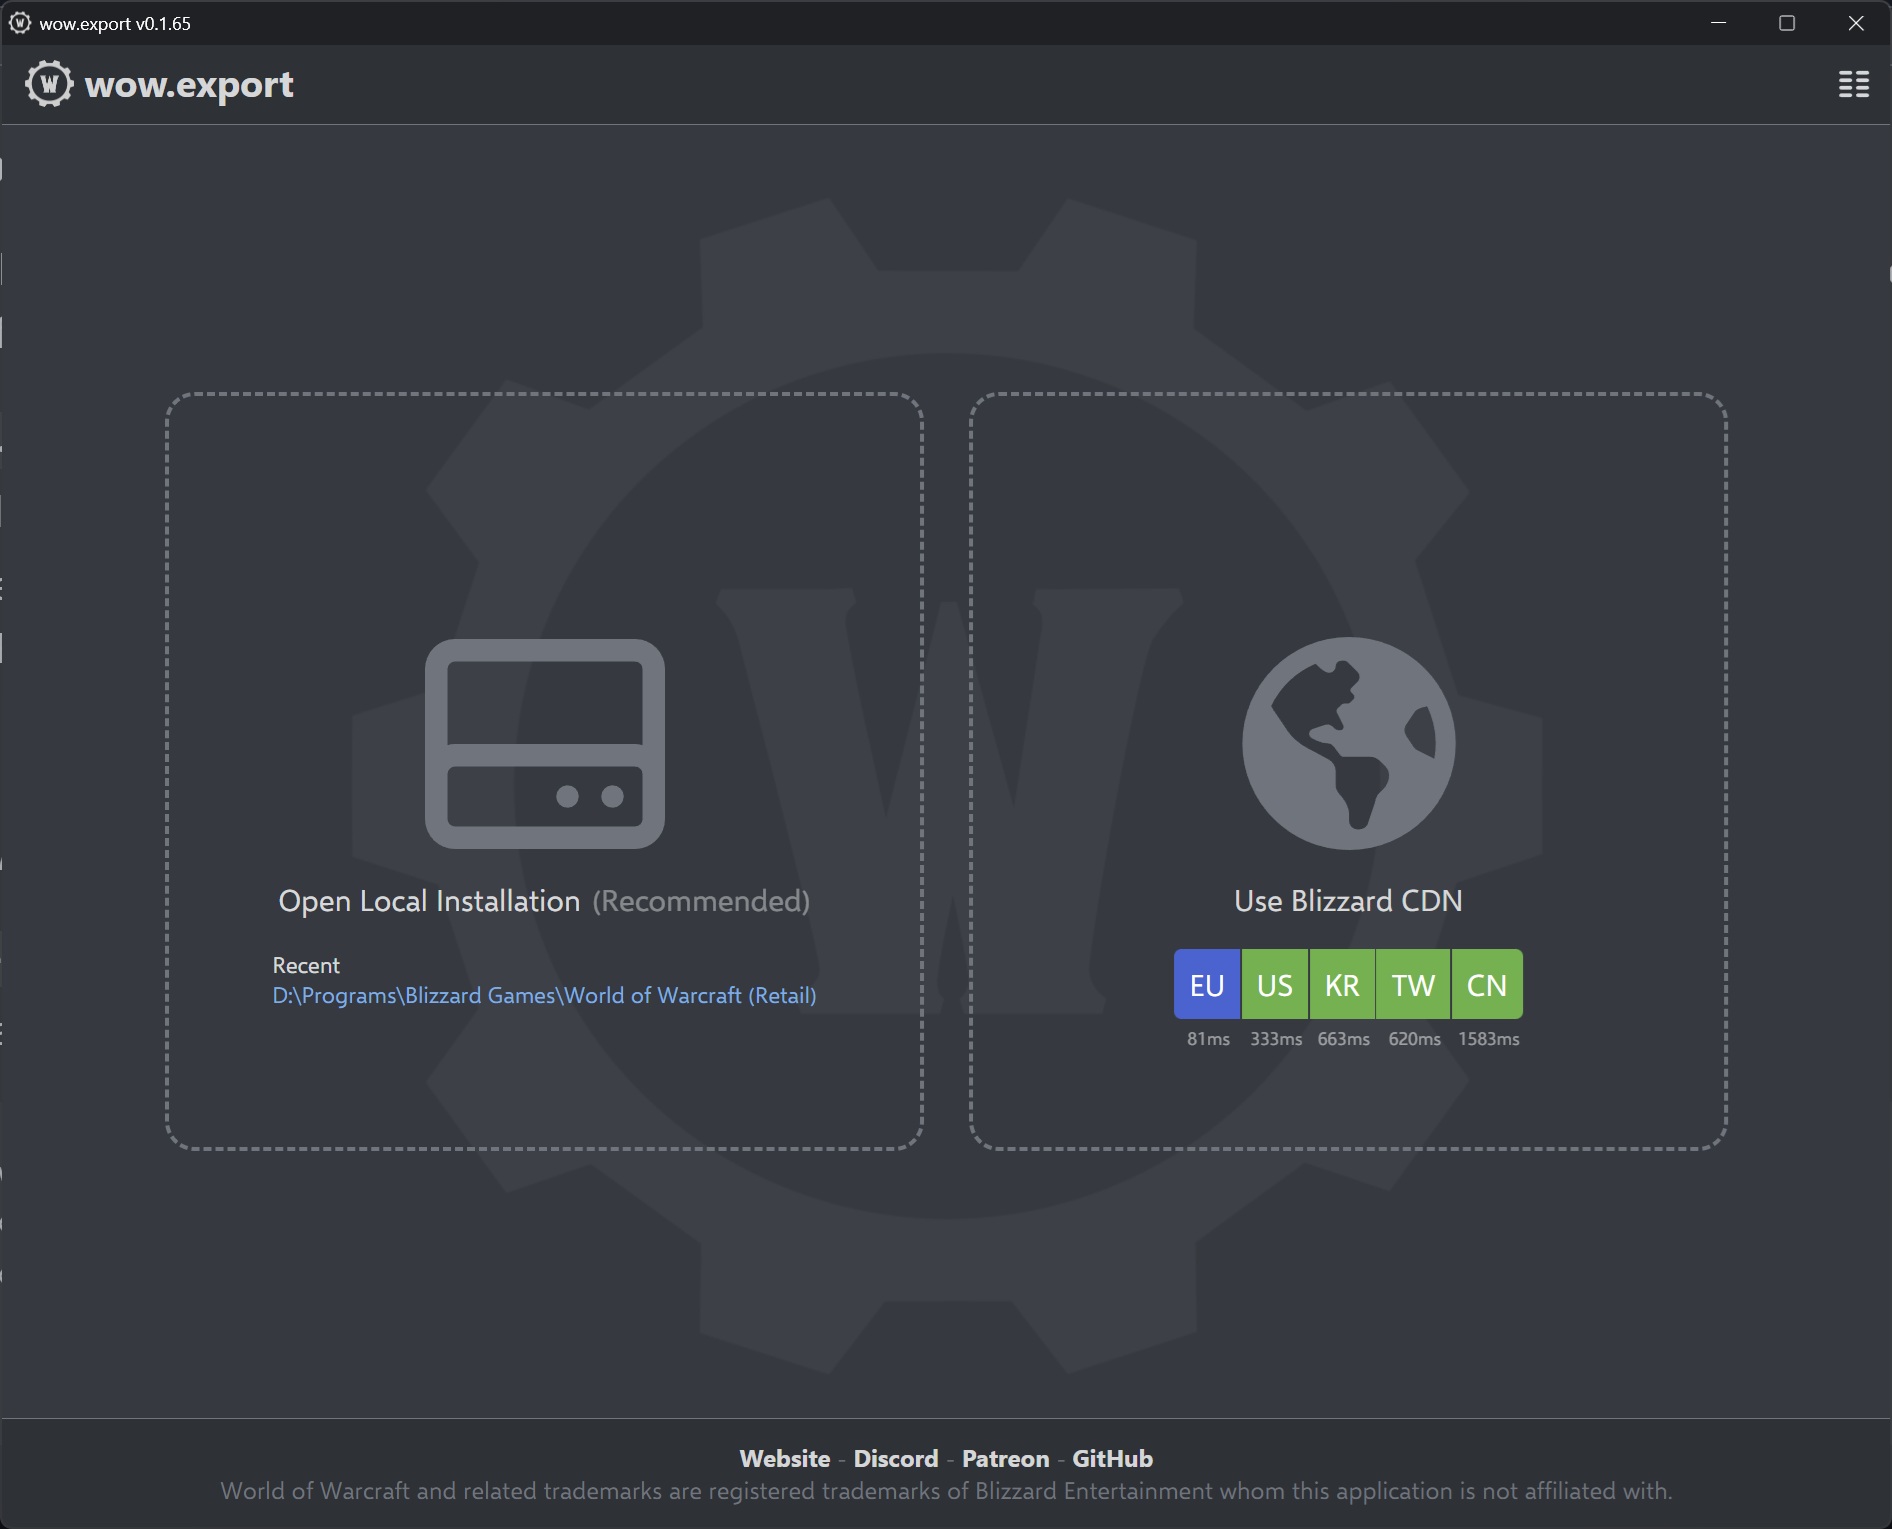 wow.export v0.1.65
wow.export
Open Local Installation (Recommended)
Recent
D:\Programs\Blizzard Games\World of Warcraft (Retail)
Use Blizzard CDN
EU US KR TW CN
81ms 333ms 663ms 620ms 1583ms
Website - Discord - Patreon - GitHub
World of Warcraft and related trademarks are registered trademarks of Blizzard Entertainment whom this application is not affiliated with.